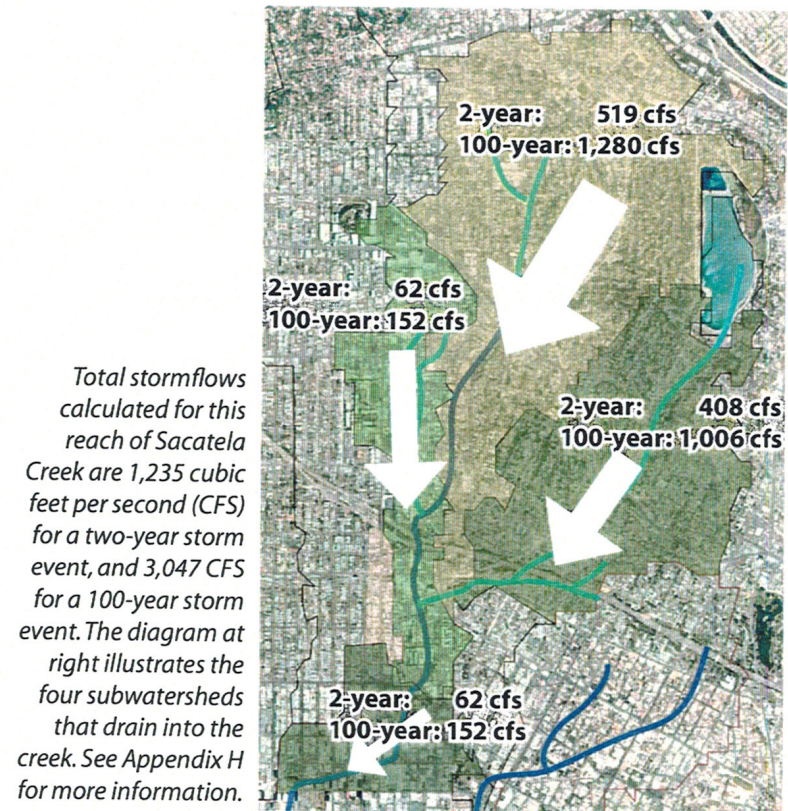 2-year: 519 cfs
100-year: 1,280 cfs
2-year: 62 cfs
100-year: 152 cfs
2-year: 408 cfs
100-year: 1,006 cfs
2-year: 62 cfs
100-year: 152 cfs
Total stormflows
calculated for this
reach of Sacatela
Creek are 1,235 cubic
feet per second (CFS)
for a two-year storm
event, and 3,047 CFS
for a 100-year storm
event. The diagram at
right illustrates the
four subwatersheds
that drain into the
creek. See Appendix H
for more information.